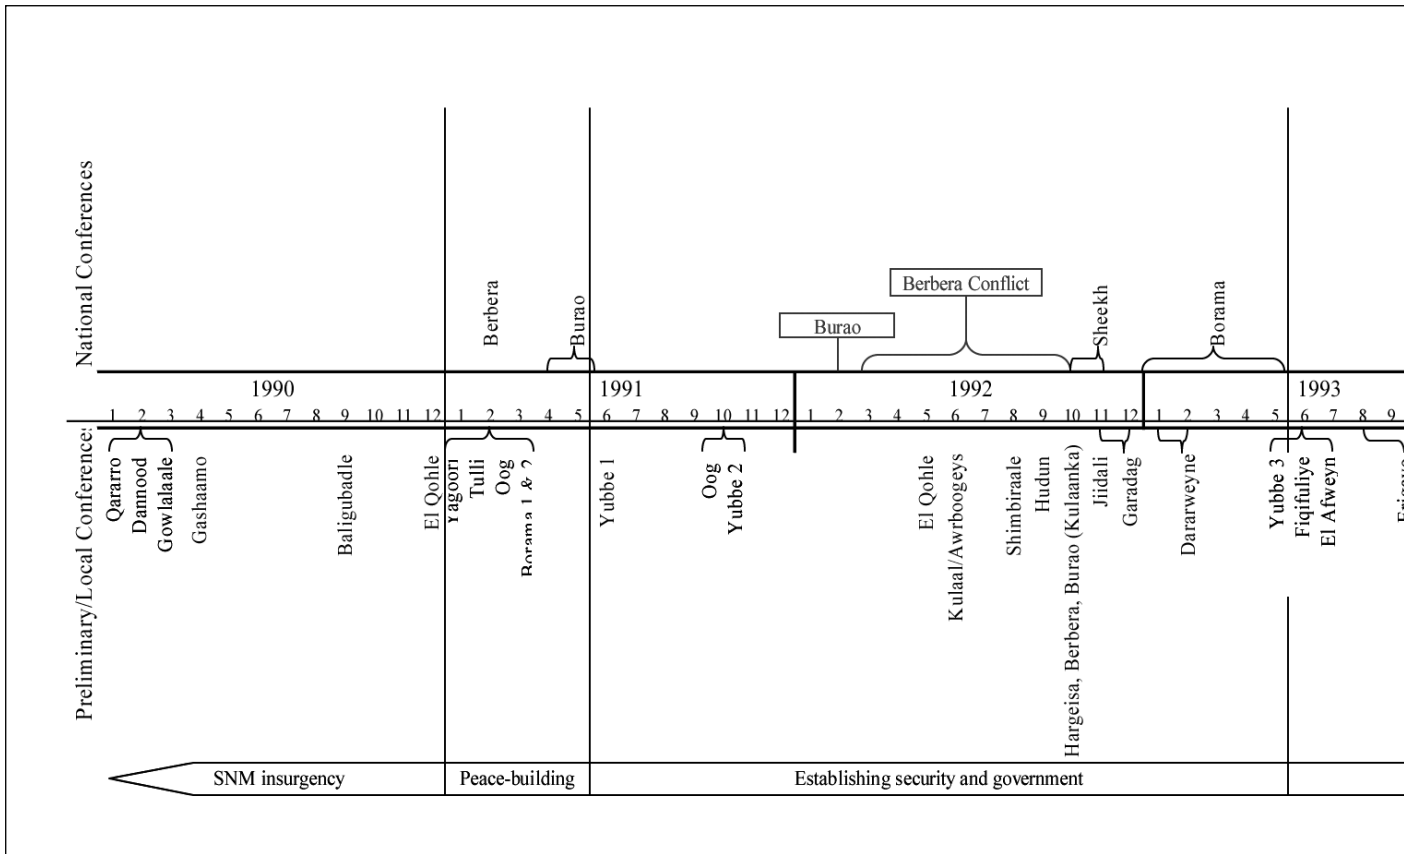 National Conferences
Berbera
Burao
Burao
Berbera Conflict
Sheekh
Borama
1990 1991 1992 1993
1 2 3 4 5 6 7 8 9 10 11 12 1 2 3 4 5 6 7 8 9 10 11 12 1 2 3 4 5 6 7 8 9 10 11 12 1 2 3 4 5 6 7 8 9
Preliminary/Local Conference
Qararro
Dannood
Gowlalaale
Gashaamo
Baligubadle
El Qohle
Yagoori
Tulli
Oog
Borama 1 & 2
Yubbe 1
Oog
Yubbe 2
El Qohle
Kulaal/Awrboogeys
Shimbiraale
Hudun
Hargeisa, Berbera, Burao (Kulaanka)
Jiidali
Garadag
Dararweyne
Yubbe 3
Fiqifuliye
El Afweyn
SNM insurgency
Peace-building
Establishing security and government